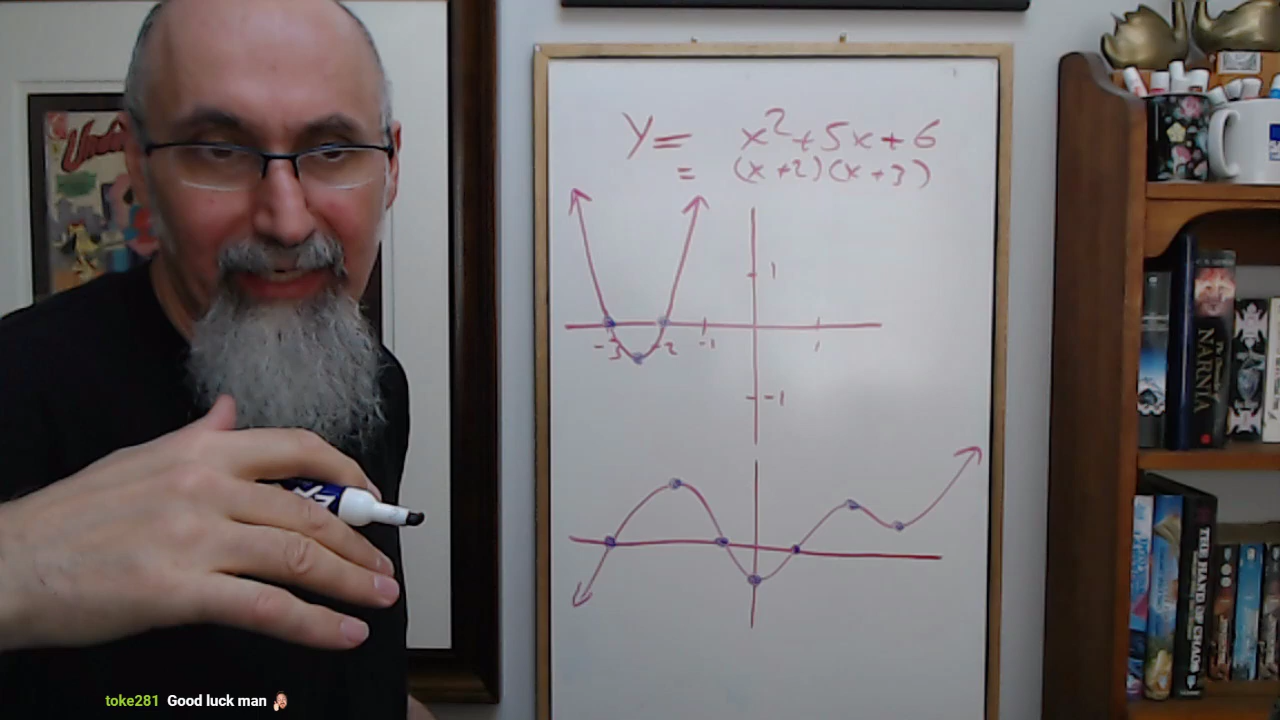 y = x² + 5x + 6
= (x + 2)(x + 3)
1
-3 -2 -1 1
-1
NARNIA
THE HAND OF CHAOS
toke281 Good luck man